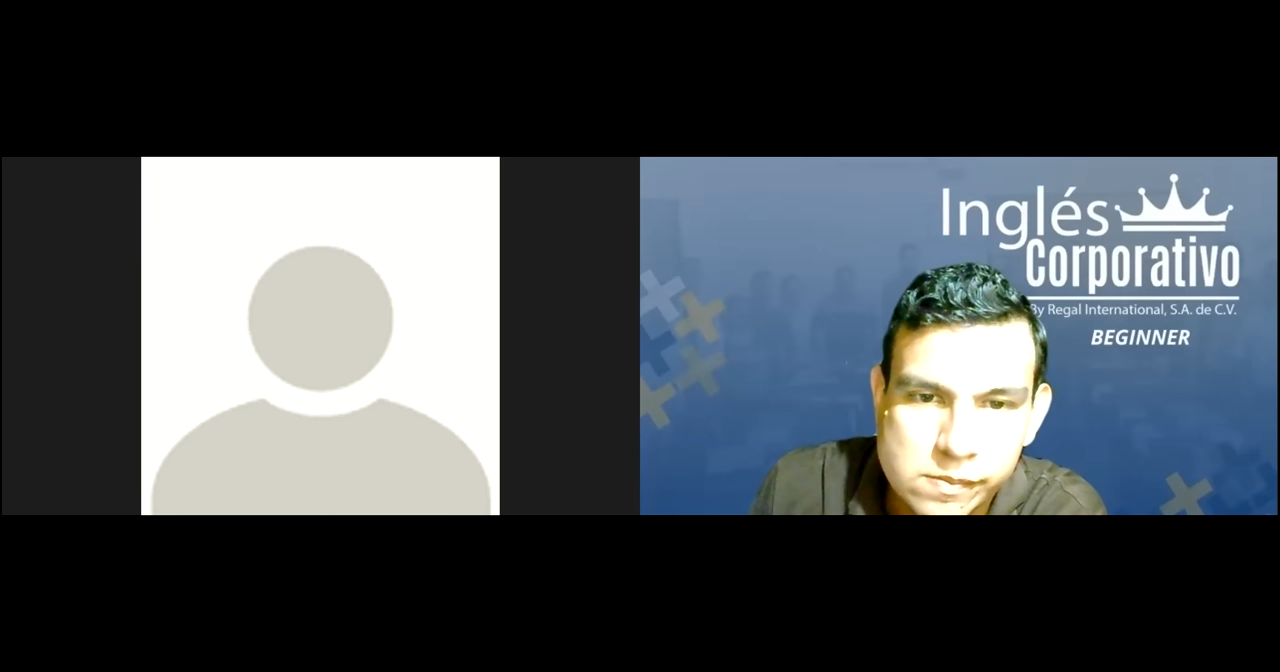 Inglés
Corporativo
By Regal International, S.A. de C.V.
BEGINNER